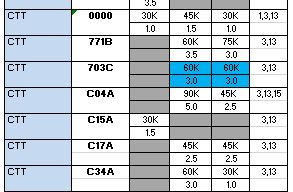 3.5
CTT 0000 30K 45K 30K 1,3,13
1.0 1.5 1.0
CTT 771B 60K 75K 3,13
3.5 3.0
CTT 703C 60K 60K 3,13
3.0 3.0
CTT C04A 90K 45K 3,13,15
5.0 2.5
CTT C15A 30K 3,13
1.5
CTT C17A 45K 45K 3,13
2.5 2.5
CTT C34A 60K 30K 3,13
3.0 1.0